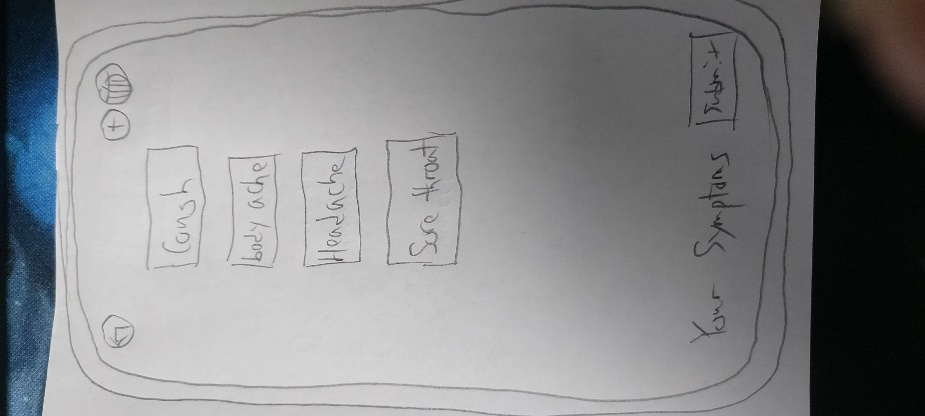 Cough
body ache
Headache
Sore throat
Your Symptoms
Submit